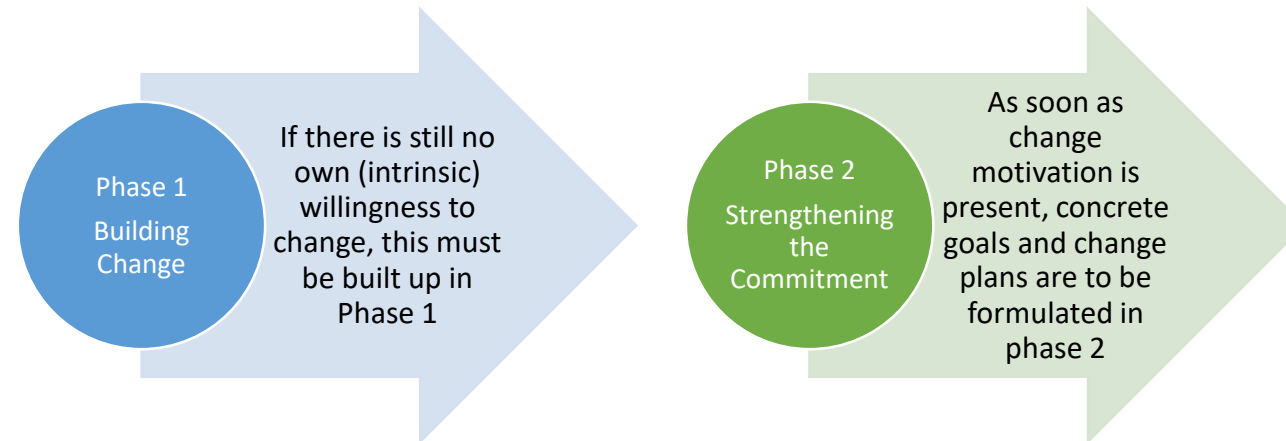 Phase 1
Building
Change
If there is still no
own (intrinsic)
willingness to
change, this must
be built up in
Phase 1
Phase 2
Strengthening
the
Commitment
As soon as
change
motivation is
present, concrete
goals and change
plans are to be
formulated in
phase 2